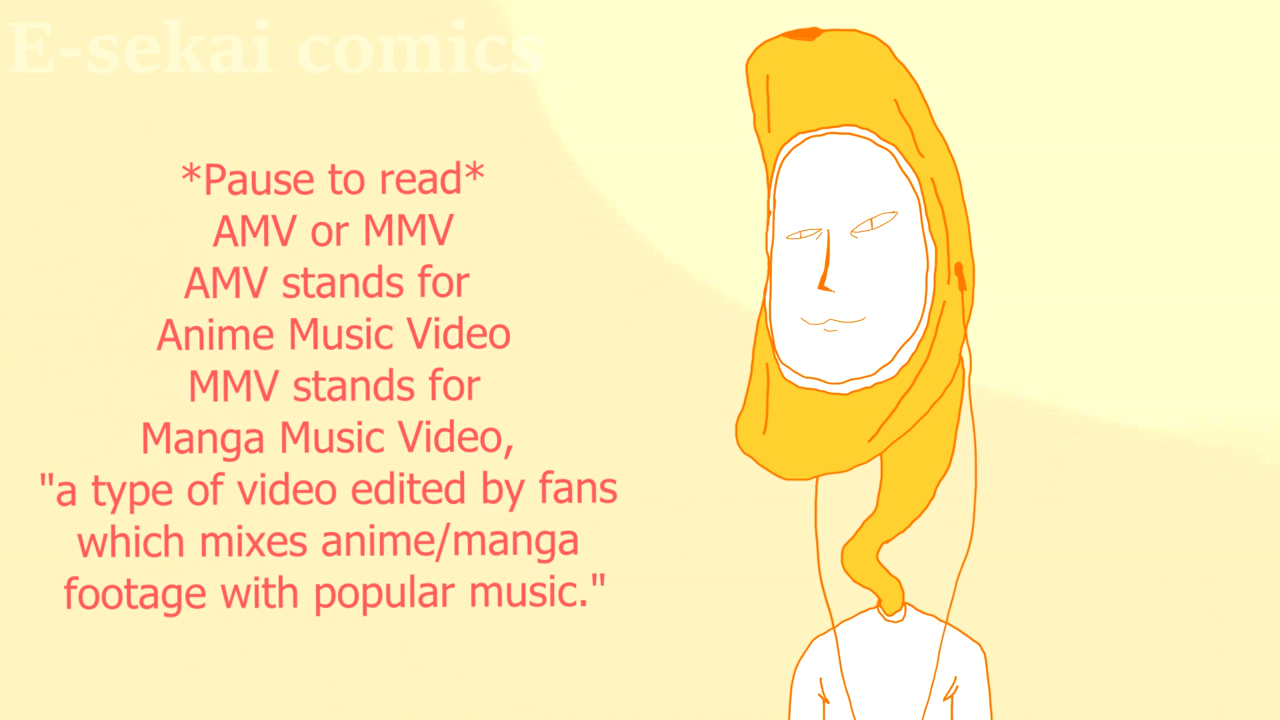 E-sekai comics
*Pause to read*
AMV or MMV
AMV stands for
Anime Music Video
MMV stands for
Manga Music Video,
"a type of video edited by fans
which mixes anime/manga
footage with popular music."